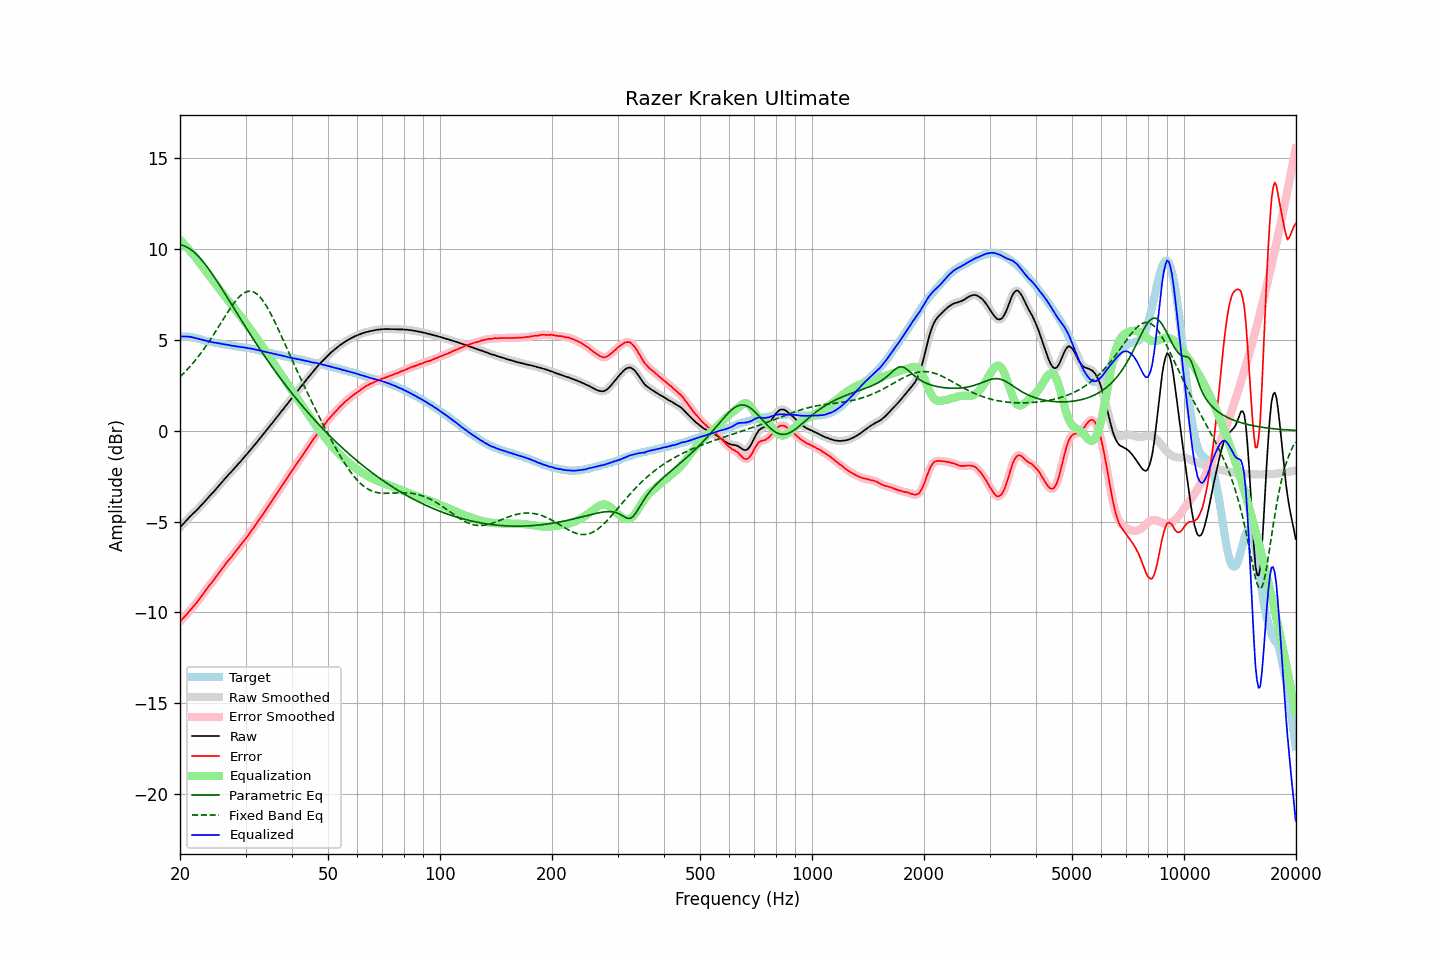 Razer Kraken Ultimate
Amplitude (dBr)
15
10
5
0
−5
−10
−15
−20
Target
Raw Smoothed
Error Smoothed
Raw
Error
Equalization
Parametric Eq
Fixed Band Eq
Equalized
20 50 100 200 500 1000 2000 5000 10000 20000
Frequency (Hz)